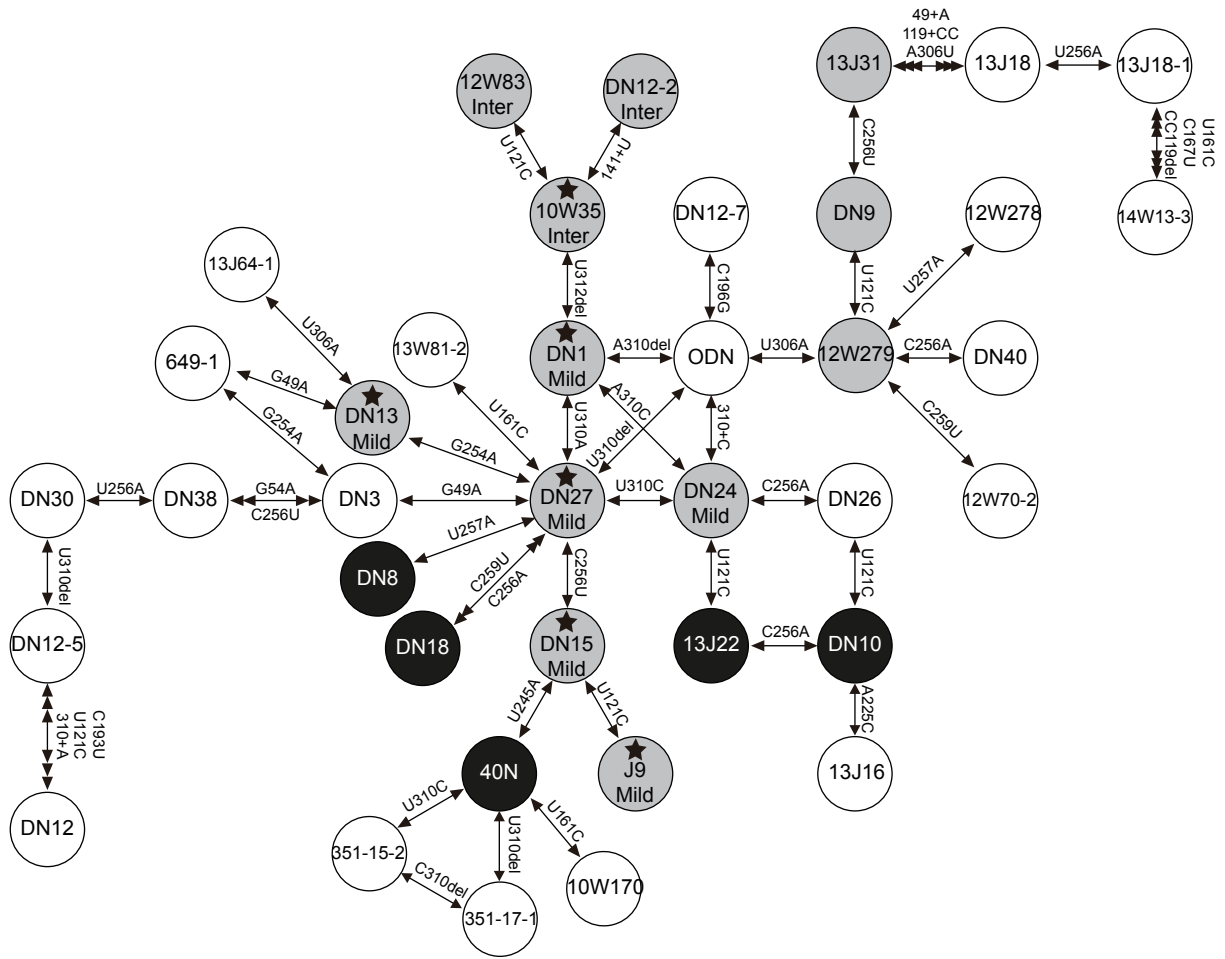 49+A
119+CC
A306U
12W83
Inter
DN12-2
Inter
13J31
13J18
U256A
13J18-1
U121C
141+U
C256U
U161C
C167U
CC119del
10W35
Inter
DN12-7
DN9
12W278
14W13-3
13J64-1
U312del
C196G
U121C
U257A
U306A
649-1
13W81-2
DN1
Mild
A310del
ODN
U306A
12W279
C256A
DN40
G49A
DN13
Mild
G254A
U161C
U310A
A310C
U310del
310+C
C259U
G254A
DN30
U256A
DN38
G54A
C256U
DN3
G49A
DN27
Mild
U310C
DN24
Mild
C256A
DN26
12W70-2
U310del
U257A
DN8
C259U
C256A
C256U
U121C
U121C
DN12-5
DN18
DN15
Mild
13J22
C256A
DN10
C193U
U121C
310+A
U245A
U121C
A225C
40N
J9
Mild
13J16
DN12
U310C
U310del
U161C
351-15-2
C310del
10W170
351-17-1